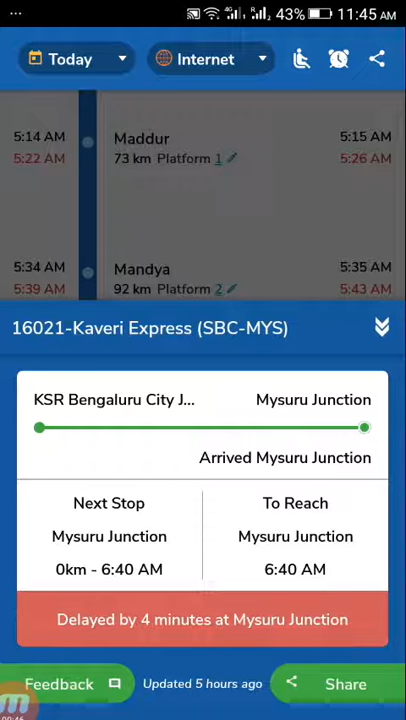 ... 4G R 43% 11:45 AM
Today Internet
5:14 AM Maddur 5:15 AM
5:22 AM 73 km Platform 1 5:26 AM
5:34 AM Mandya 5:35 AM
5:39 AM 92 km Platform 2 5:43 AM
16021-Kaveri Express (SBC-MYS)
KSR Bengaluru City J... Mysuru Junction
Arrived Mysuru Junction
Next Stop To Reach
Mysuru Junction Mysuru Junction
0km - 6:40 AM 6:40 AM
Delayed by 4 minutes at Mysuru Junction
Feedback Updated 5 hours ago Share
00:46